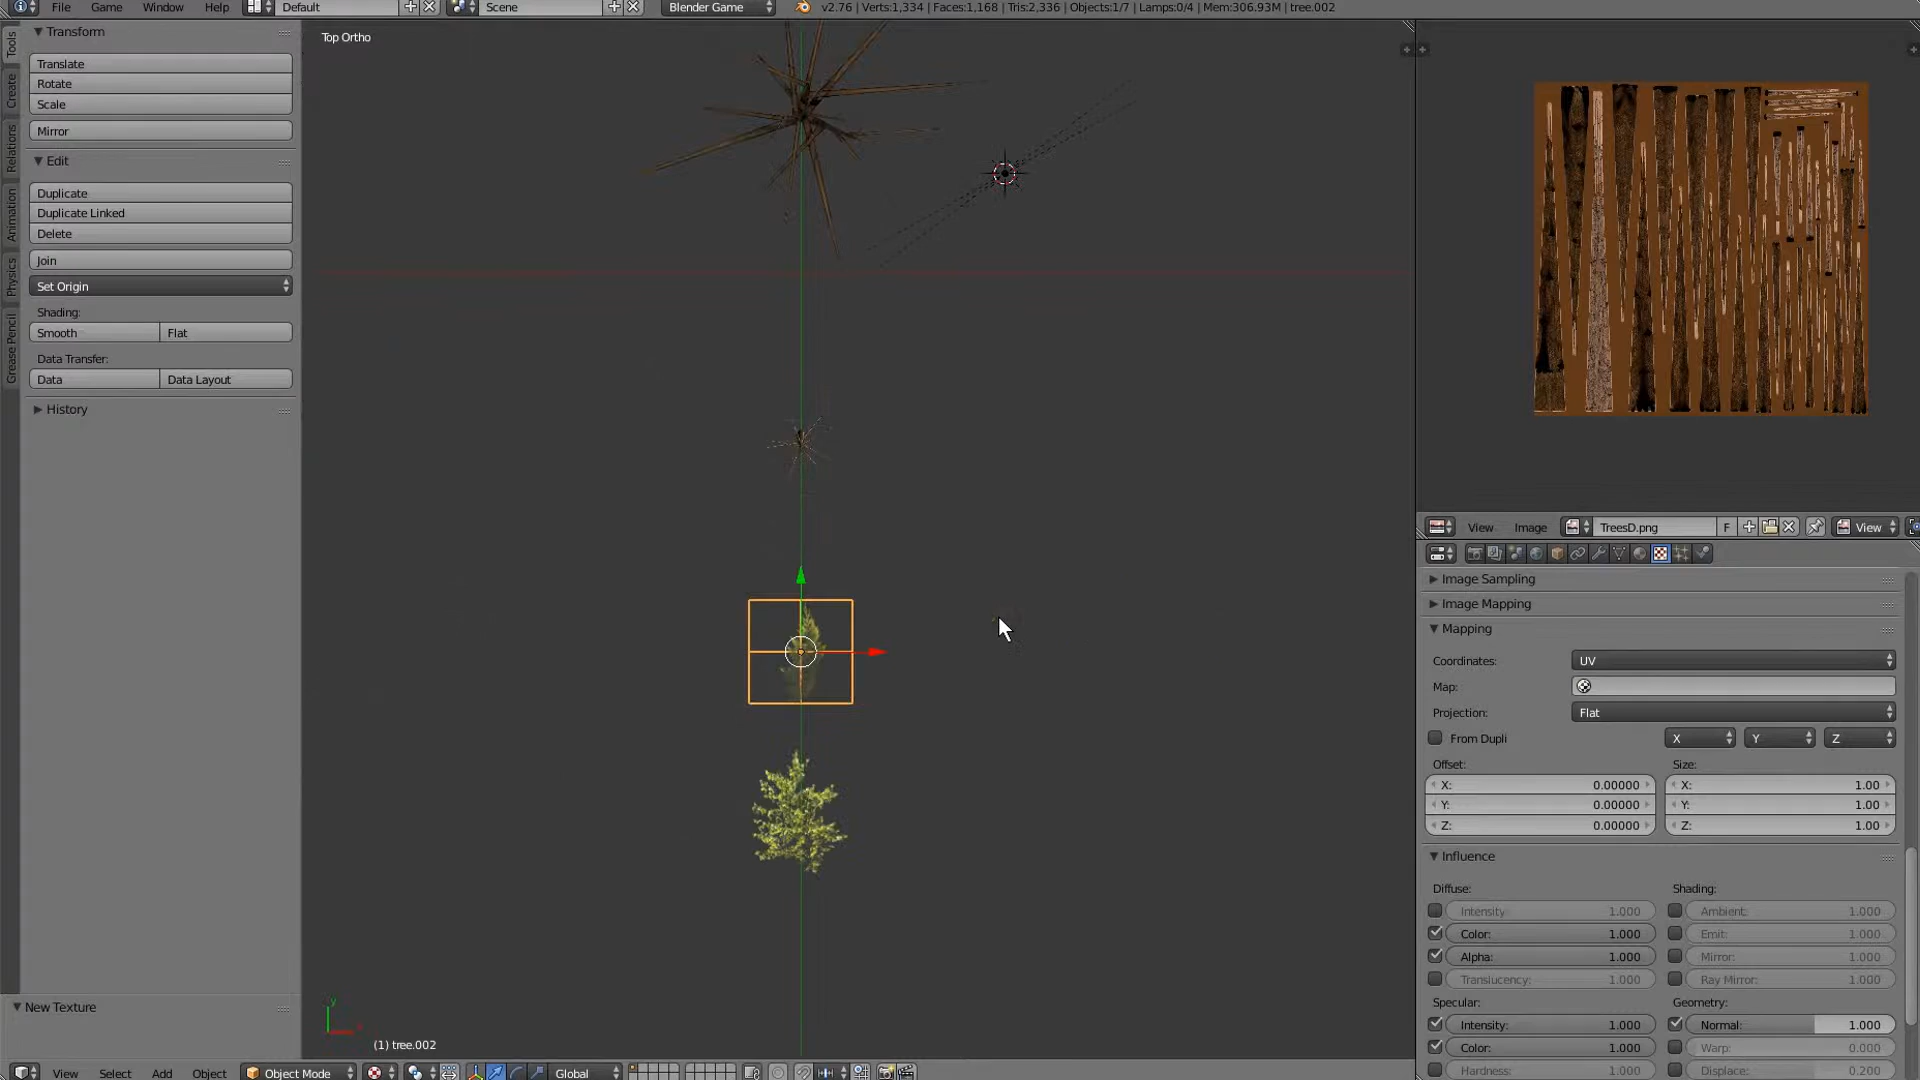 File Game Window Help Default Scene Blender Game v2.76 | Verts:1,334 | Faces:1,168 | Tris:2,336 | Objects:1/7 | Lamps:0/4 | Mem:306.93M | tree.002
Tools
Create
Relations
Animation
Physics
Grease Pencil
Transform
Translate
Rotate
Scale
Mirror
Edit
Duplicate
Duplicate Linked
Delete
Join
Set Origin
Shading:
Smooth Flat
Data Transfer:
Data Data Layout
History
New Texture
Top Ortho
y
(1) tree.002
View Select Add Object Object Mode Global
View Image TreesD.png F View
Image Sampling
Image Mapping
Mapping
Coordinates: UV
Map:
Projection: Flat
From Dupli X Y Z
Offset: Size:
X: 0.00000 X: 1.00
Y: 0.00000 Y: 1.00
Z: 0.00000 Z: 1.00
Influence
Diffuse: Shading:
Intensity: 1.000 Ambient: 1.000
Color: 1.000 Emit: 1.000
Alpha: 1.000 Mirror: 1.000
Translucency: 1.000 Ray Mirror: 1.000
Specular: Geometry:
Intensity: 1.000 Normal: 1.000
Color: 1.000 Warp: 0.000
Hardness: 1.000 Displace: 0.200